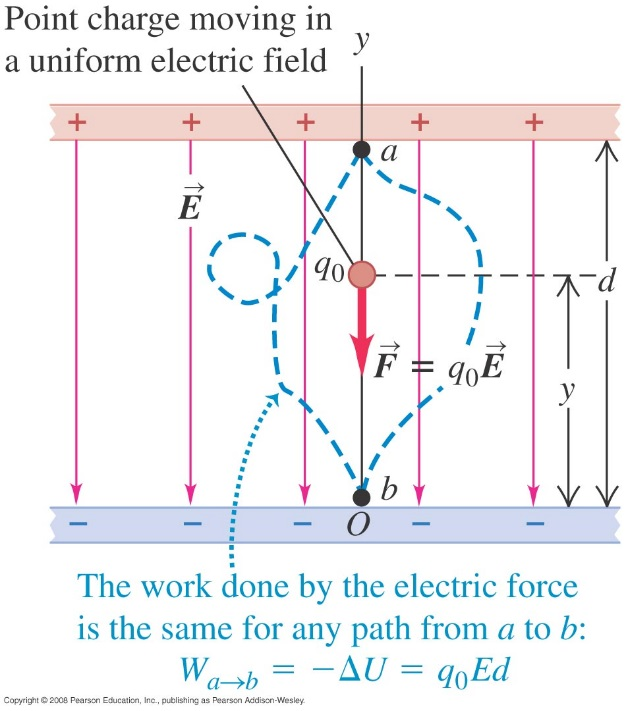 Point charge moving in
a uniform electric field
y
+ + + + +
a
E⃗
q₀
d
F⃗ = q₀E⃗
y
b
O
− − − − −
The work done by the electric force
is the same for any path from a to b:
Wₐ→b = −ΔU = q₀Ed
Copyright © 2008 Pearson Education, Inc., publishing as Pearson Addison-Wesley.